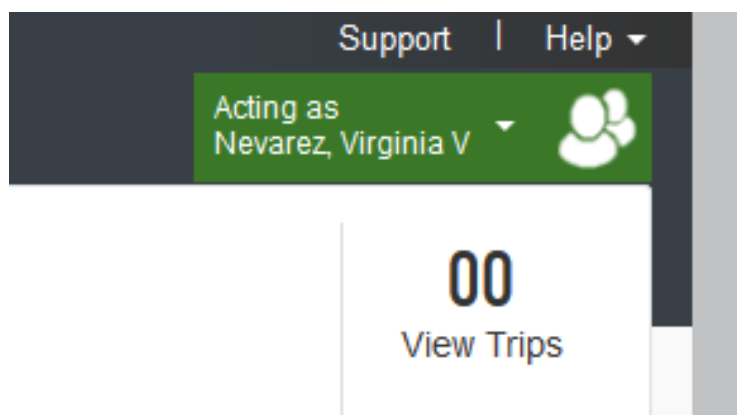 Support | Help
Acting as
Nevarez, Virginia V
00
View Trips